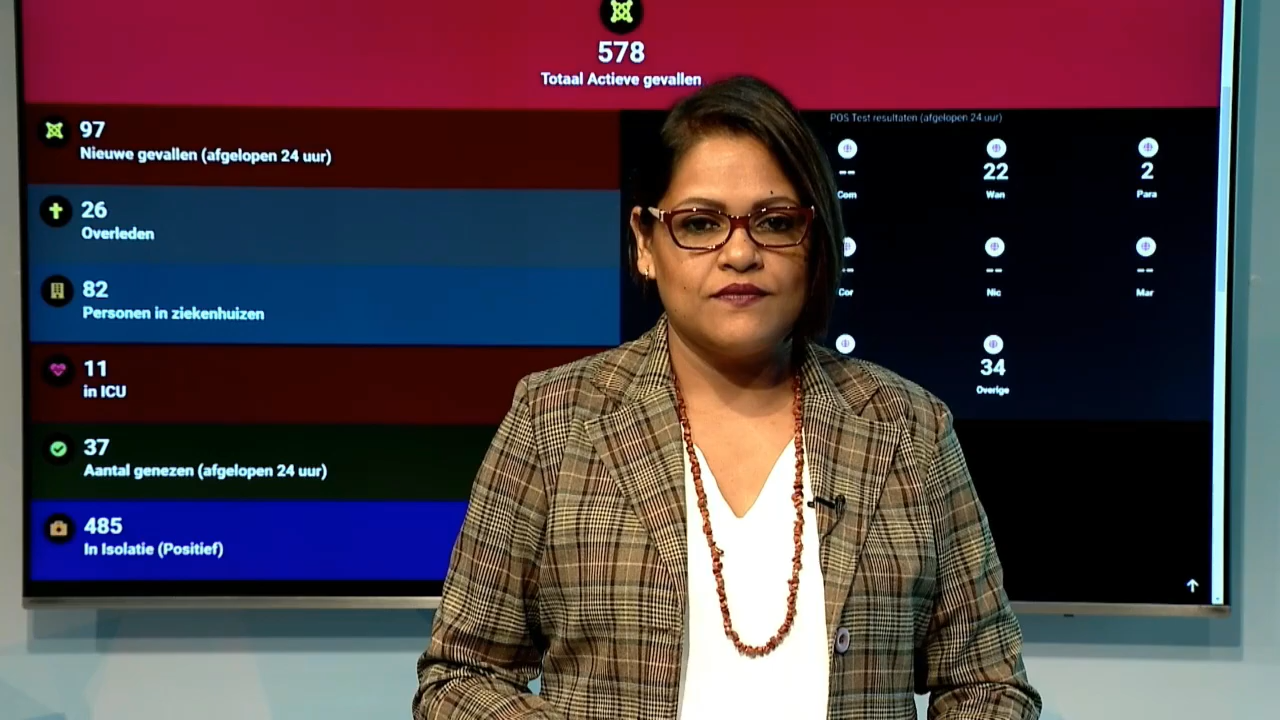 578
Totaal Actieve gevallen
97
Nieuwe gevallen (afgelopen 24 uur)
26
Overleden
82
Personen in ziekenhuizen
11
in ICU
37
Aantal genezen (afgelopen 24 uur)
485
In Isolatie (Positief)
POS Test resultaten (afgelopen 24 uur)
-- 22 2
Com Wan Para
-- -- --
Cor Nic Mar
34
Overige